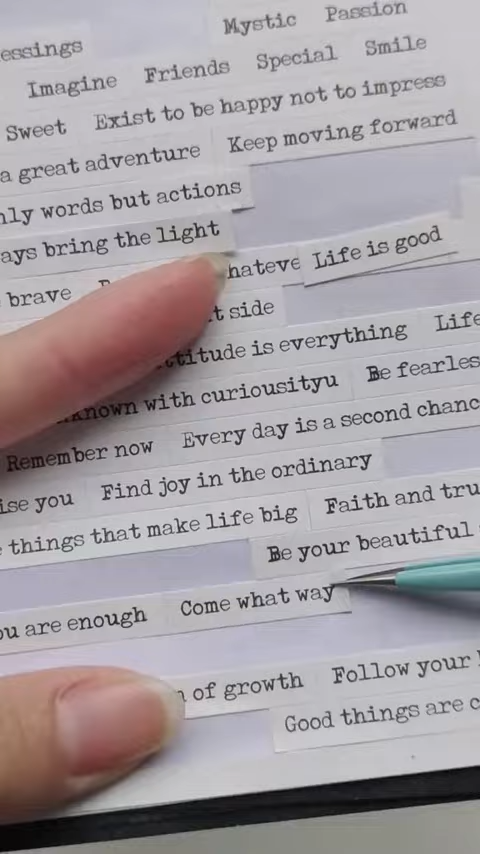 Mystic Passion
essings
Imagine Friends Special Smile
Sweet Exist to be happy not to impress
a great adventure Keep moving forward
nly words but actions
ays bring the light
brave hateve Life is good
t side
ttitude is everything Life
known with curiousityu Be fearles
Remember now Every day is a second chanc
ise you Find joy in the ordinary
things that make life big Faith and tru
Be your beautiful
ou are enough Come what way
of growth Follow your
Good things are c